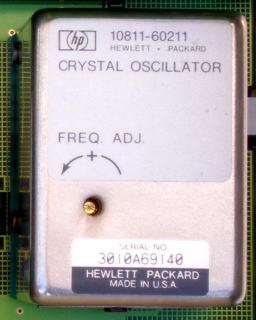 hp 10811-60211
HEWLETT • PACKARD
CRYSTAL OSCILLATOR
FREQ. ADJ.
+
SERIAL NO
3010A69140
HEWLETT PACKARD
MADE IN U.S.A.